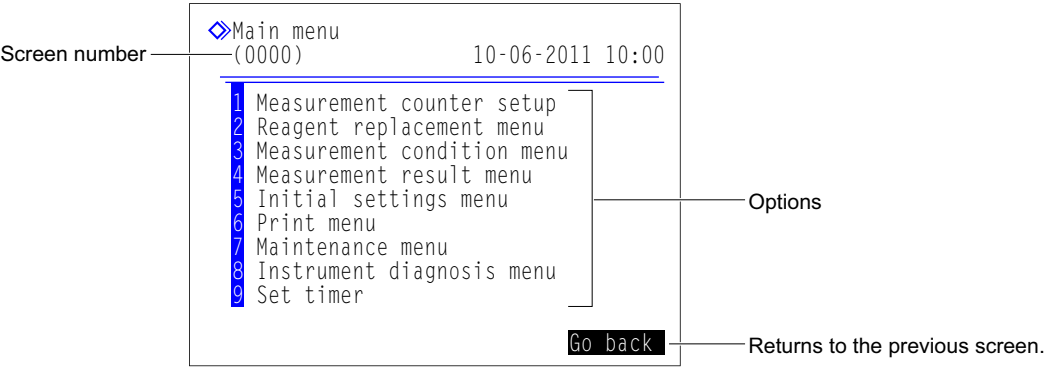 Main menu
Screen number (0000) 10-06-2011 10:00
1 Measurement counter setup
2 Reagent replacement menu
3 Measurement condition menu
4 Measurement result menu
5 Initial settings menu
Options
6 Print menu
7 Maintenance menu
8 Instrument diagnosis menu
9 Set timer
Go back Returns to the previous screen.